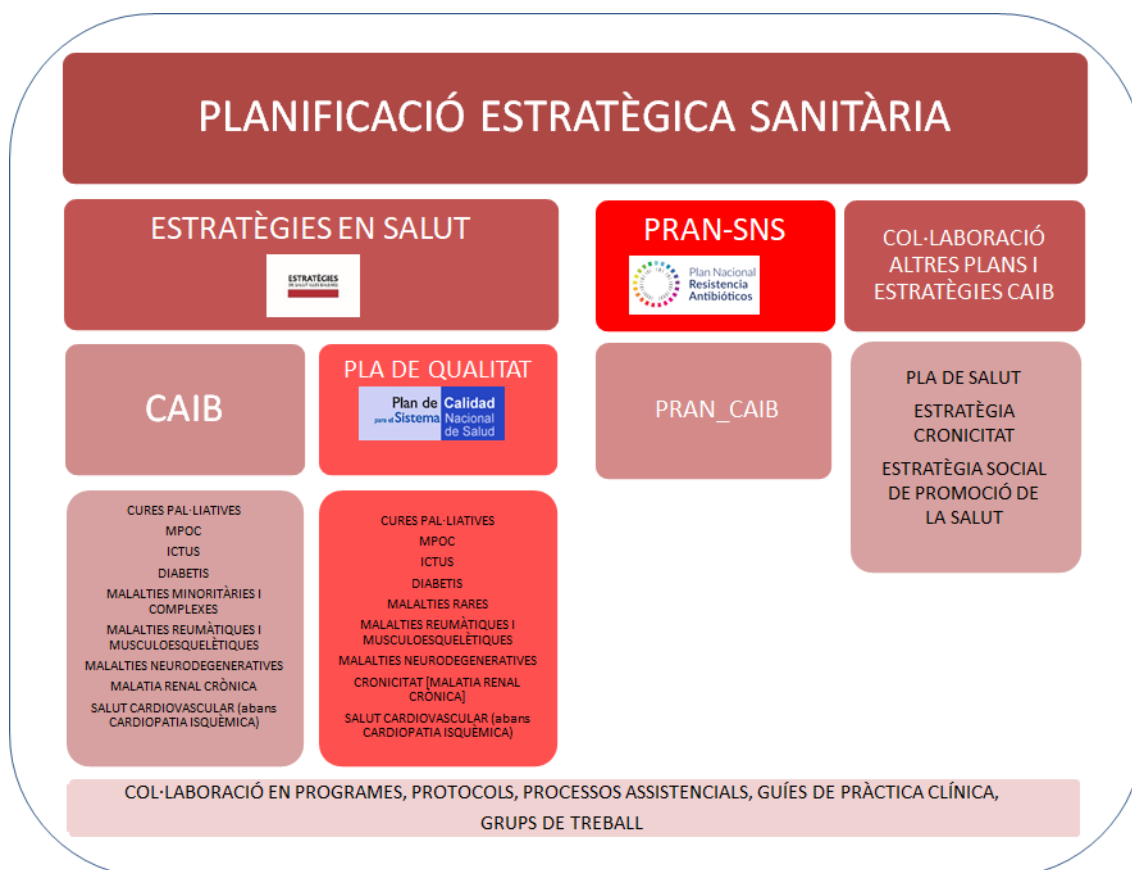 PLANIFICACIÓ ESTRATÈGICA SANITÀRIA
ESTRATÈGIES EN SALUT
ESTRATÈGIES
DE SALUT ILLES BALEARS
PRAN-SNS
Plan Nacional
Resistencia
Antibióticos
COL·LABORACIÓ
ALTRES PLANS I
ESTRATÈGIES CAIB
CAIB
PLA DE QUALITAT
Plan de Calidad
para el Sistema Nacional
de Salud
PRAN_CAIB
PLA DE SALUT
ESTRATÈGIA
CRONICITAT
ESTRATÈGIA SOCIAL
DE PROMOCIÓ DE
LA SALUT
CURES PAL·LIATIVES
MPOC
ICTUS
DIABETIS
MALALTIES MINORITÀRIES I
COMPLEXES
MALALTIES REUMÀTIQUES I
MUSCULOESQUELÈTIQUES
MALALTIES NEURODEGENERATIVES
MALATIA RENAL CRÒNICA
SALUT CARDIOVASCULAR (abans
CARDIOPATIA ISQUÈMICA)
CURES PAL·LIATIVES
MPOC
ICTUS
DIABETIS
MALALTIES RARES
MALALTIES REUMÀTIQUES I
MUSCULOESQUELÈTIQUES
MALALTIES NEURODEGENERATIVES
CRONICITAT [MALATIA RENAL
CRÒNICA]
SALUT CARDIOVASCULAR (abans
CARDIOPATIA ISQUÈMICA)
COL·LABORACIÓ EN PROGRAMES, PROTOCOLS, PROCESSOS ASSISTENCIALS, GUÍES DE PRÀCTICA CLÍNICA,
GRUPS DE TREBALL